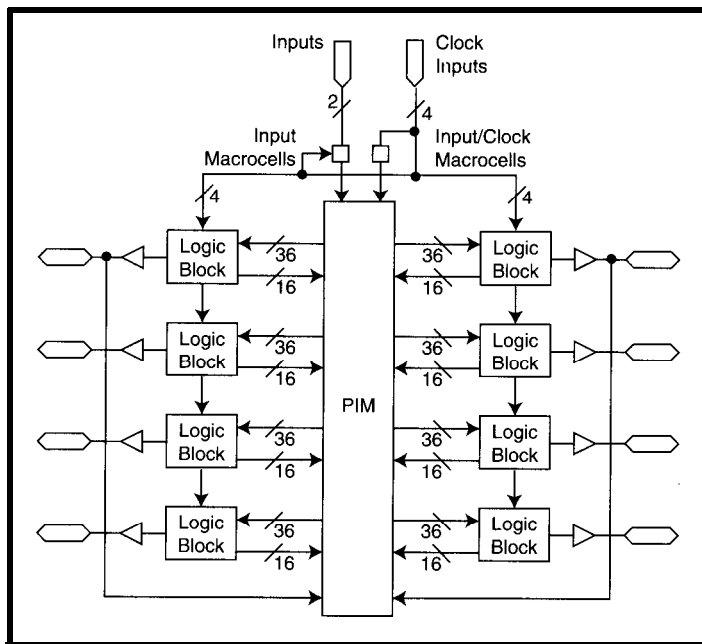 Inputs
Clock
Inputs
2
4
Input
Macrocells
Input/Clock
Macrocells
4
4
Logic
Block
36
16
36
16
Logic
Block
Logic
Block
36
16
36
16
Logic
Block
PIM
Logic
Block
36
16
36
16
Logic
Block
Logic
Block
36
16
36
16
Logic
Block